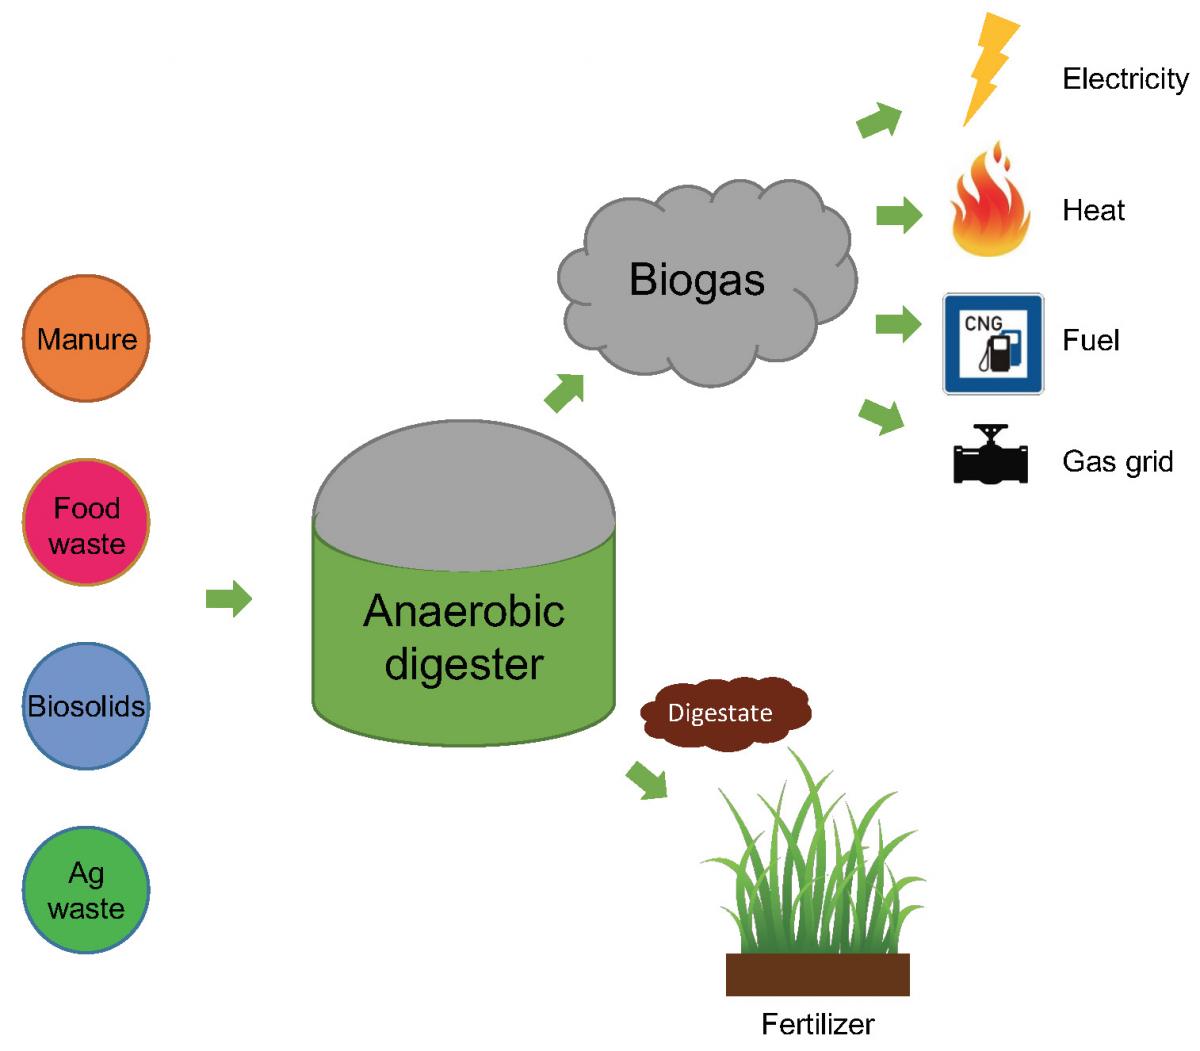 Electricity
Heat
Biogas
CNG
Fuel
Manure
Gas grid
Food
waste
Anaerobic
digester
Biosolids
Digestate
Ag
waste
Fertilizer